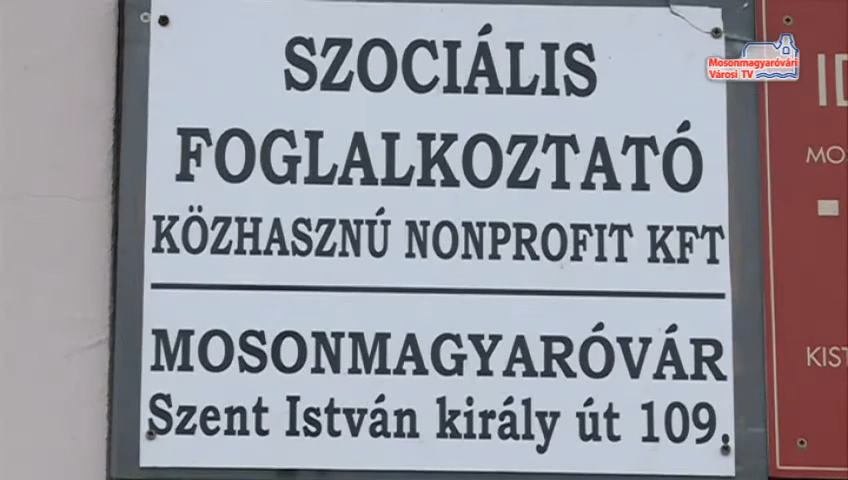 Mosonmagyaróvári
Városi TV
SZOCIÁLIS
FOGLALKOZTATÓ
KÖZHASZNÚ NONPROFIT KFT
MOSONMAGYARÓVÁR
Szent István király út 109.